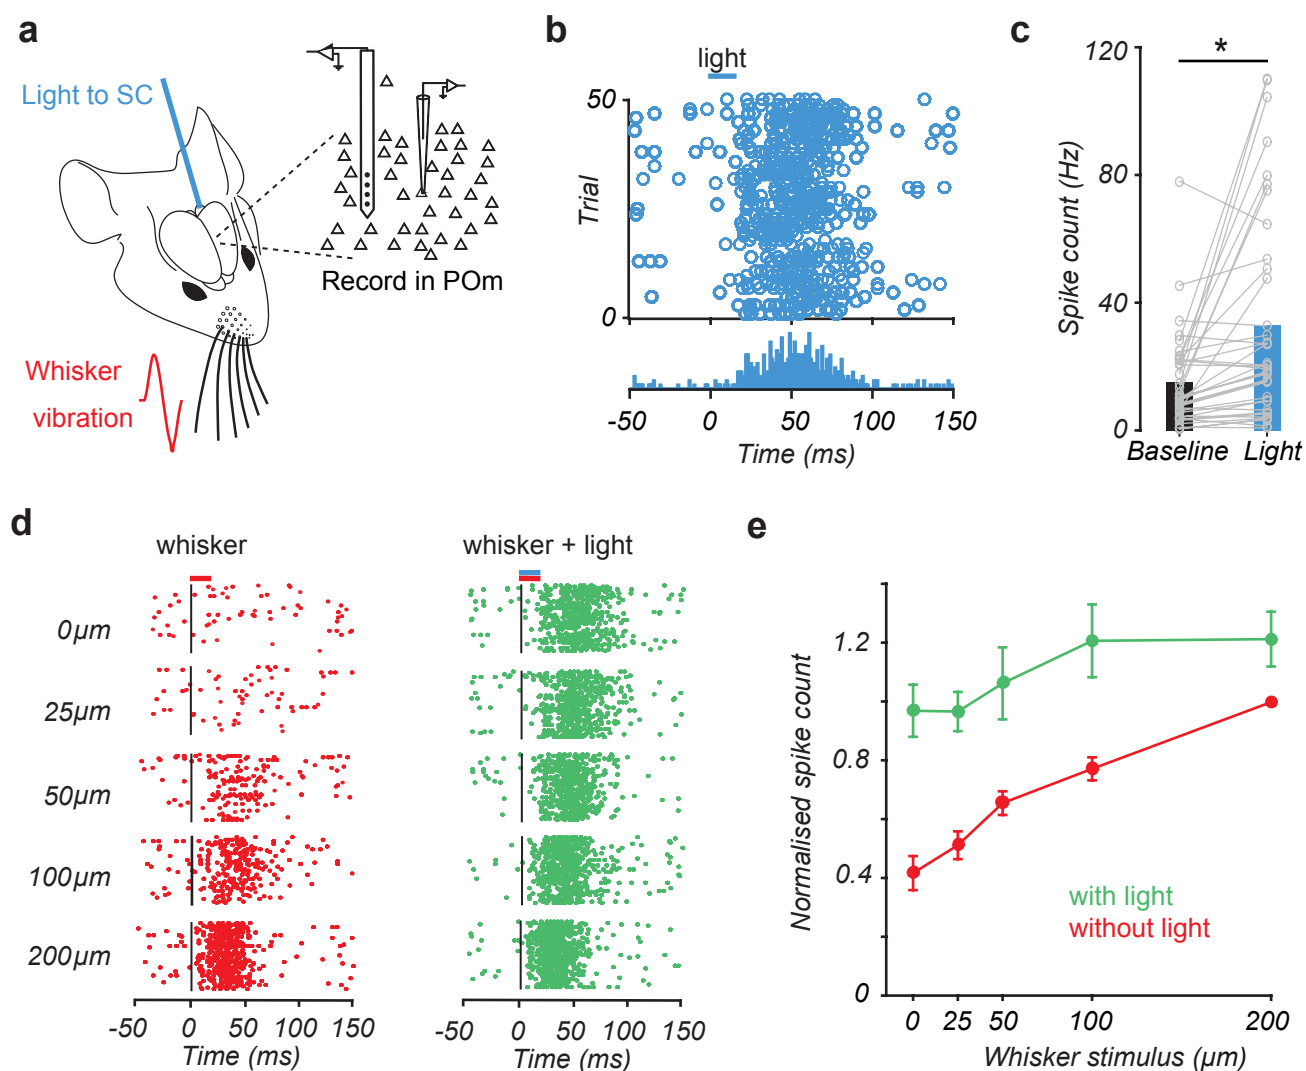 a
Light to SC
Record in POm
Whisker
vibration
b
light
50
Trial
0
-50
0
50
100
150
Time (ms)
c
120
*
80
40
0
Spike count (Hz)
Baseline
Light
d
whisker
whisker + light
0µm
25µm
50µm
100µm
200µm
-50
0
50
100
150
Time (ms)
-50
0
50
100
150
Time (ms)
e
1.2
0.8
0.4
0
Normalised spike count
with light
without light
0
25
50
100
200
Whisker stimulus (µm)